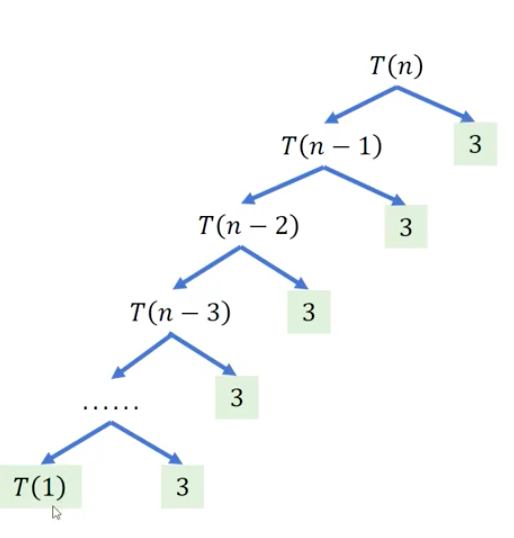 T(n)
T(n − 1) 3
T(n − 2) 3
T(n − 3) 3
...... 3
T(1) 3